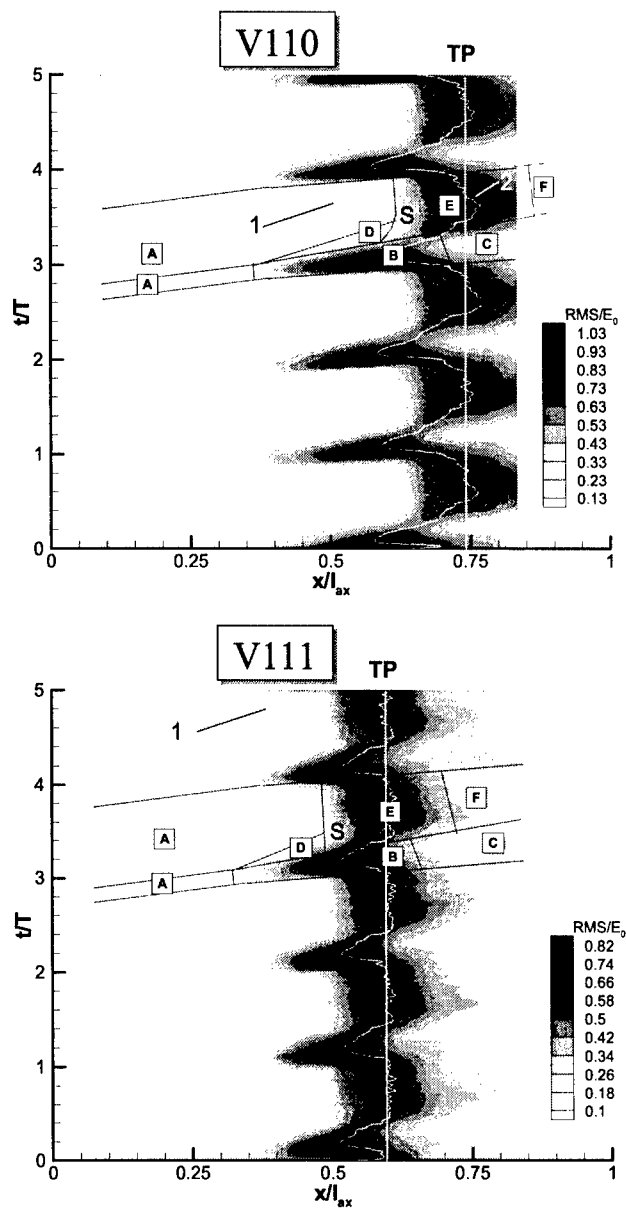 V110
TP
5
4
3
2
1
0
t/T
1
2
S
A
A
D
B
E
C
F
RMS/E0
1.03
0.93
0.83
0.73
0.63
0.53
0.43
0.33
0.23
0.13
0 0.25 0.5 0.75 1
x/lax
V111
TP
5
4
3
2
1
0
t/T
1
S
A
A
D
B
E
C
F
RMS/E0
0.82
0.74
0.66
0.58
0.5
0.42
0.34
0.26
0.18
0.1
0 0.25 0.5 0.75 1
x/lax